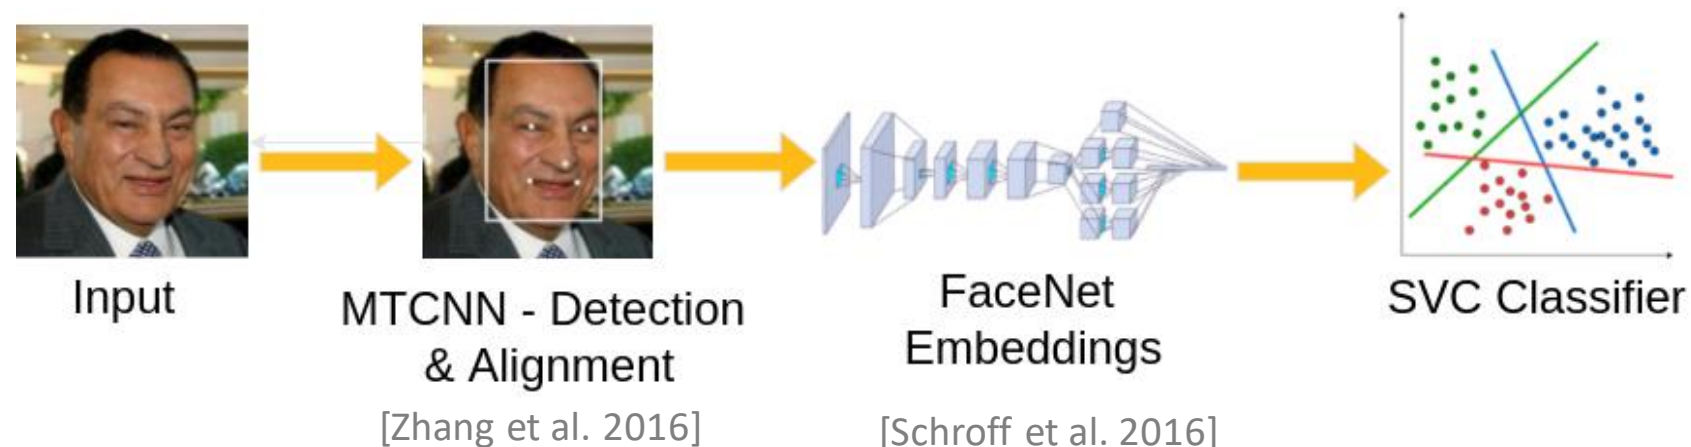 Input
MTCNN - Detection
& Alignment
[Zhang et al. 2016]
FaceNet
Embeddings
[Schroff et al. 2016]
SVC Classifier